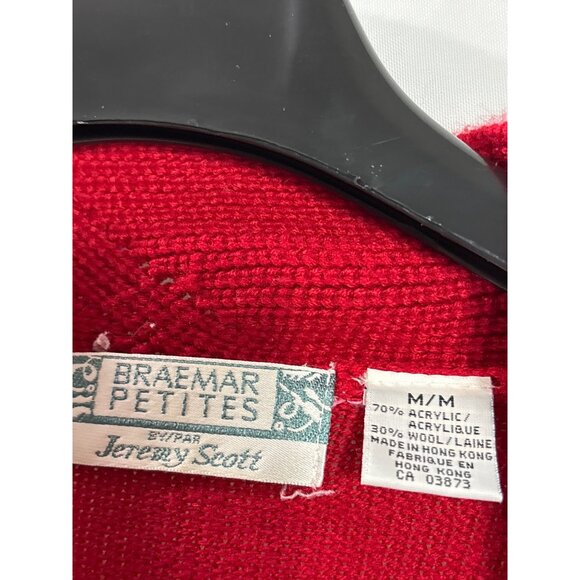 BRAEMAR
PETITES
BY/PAR
Jeremy Scott
M/M
70% ACRYLIC/
ACRYLIQUE
30% WOOL/LAINE
MADE IN HONG KONG
FABRIQUE EN
HONG KONG
CA 03873